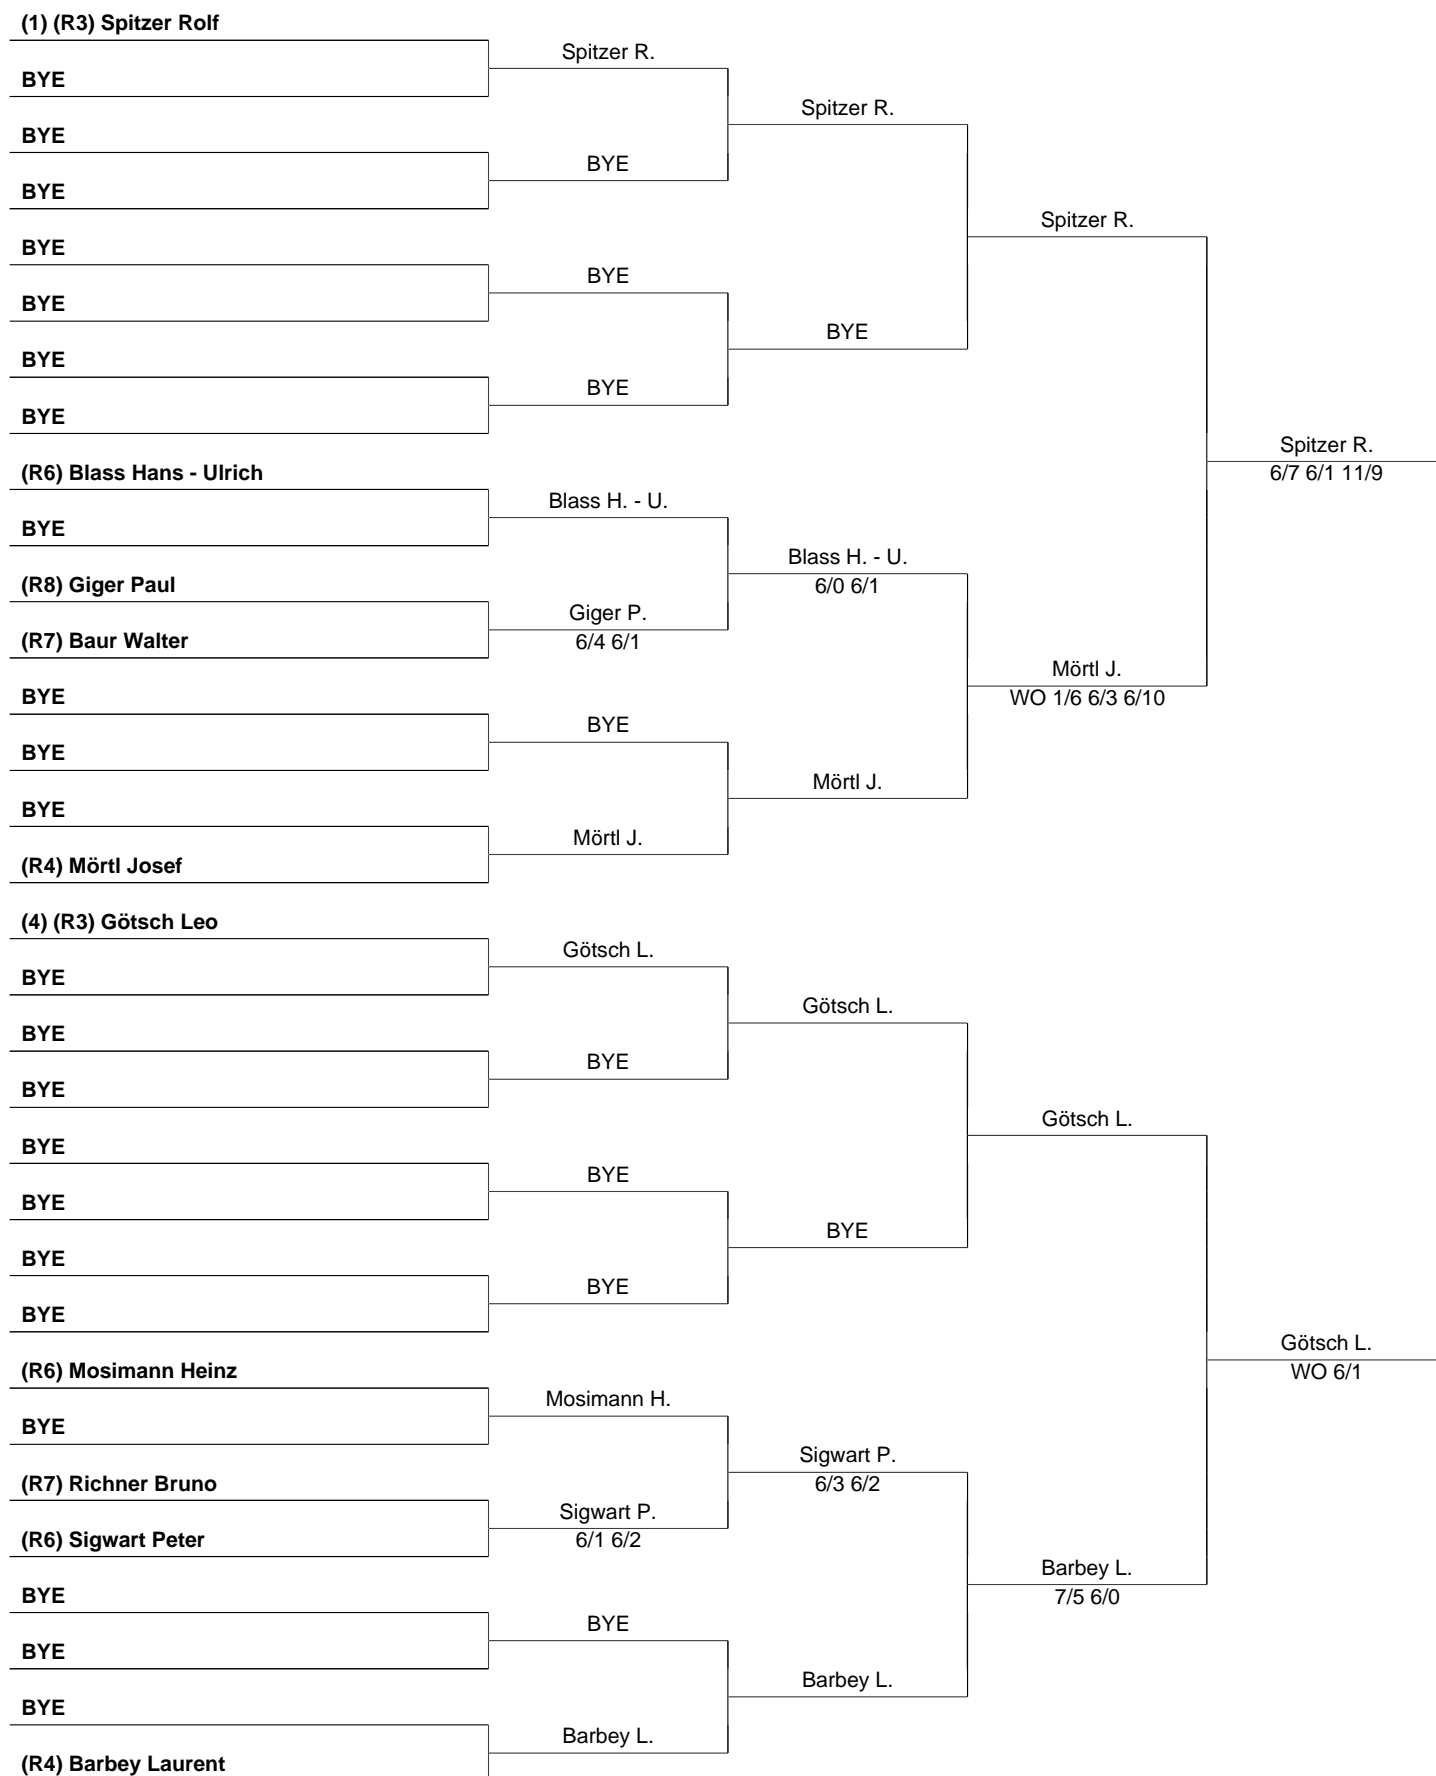 (1) (R3) Spitzer Rolf
BYE
BYE
BYE
BYE
BYE
BYE
BYE
(R6) Blass Hans - Ulrich
BYE
(R8) Giger Paul
(R7) Baur Walter
BYE
BYE
BYE
(R4) Mörtl Josef
(4) (R3) Götsch Leo
BYE
BYE
BYE
BYE
BYE
BYE
BYE
(R6) Mosimann Heinz
BYE
(R7) Richner Bruno
(R6) Sigwart Peter
BYE
BYE
BYE
(R4) Barbey Laurent
Spitzer R.
BYE
BYE
BYE
Blass H. - U.
Giger P.
6/4 6/1
BYE
Mörtl J.
Götsch L.
BYE
BYE
BYE
Mosimann H.
Sigwart P.
6/1 6/2
BYE
Barbey L.
Spitzer R.
BYE
Blass H. - U.
6/0 6/1
Mörtl J.
Götsch L.
BYE
Sigwart P.
6/3 6/2
Barbey L.
Spitzer R.
Mörtl J.
WO 1/6 6/3 6/10
Götsch L.
Barbey L.
7/5 6/0
Spitzer R.
6/7 6/1 11/9
Götsch L.
WO 6/1